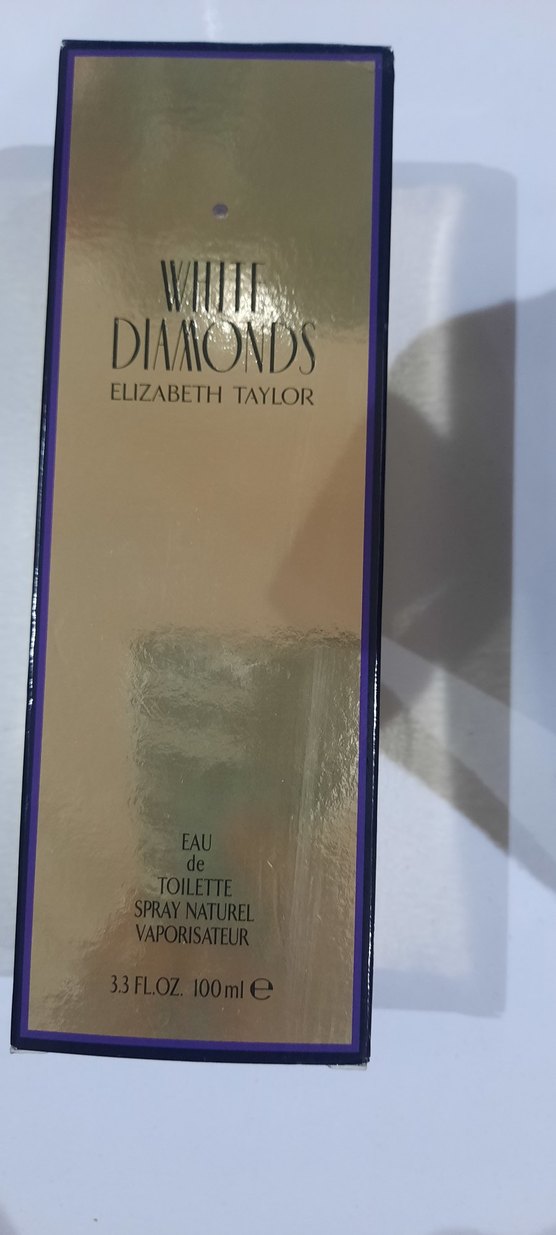 WHITE
DIAMONDS
ELIZABETH TAYLOR
EAU
de
TOILETTE
SPRAY NATUREL
VAPORISATEUR
3.3 FL.OZ. 100 ml ℮